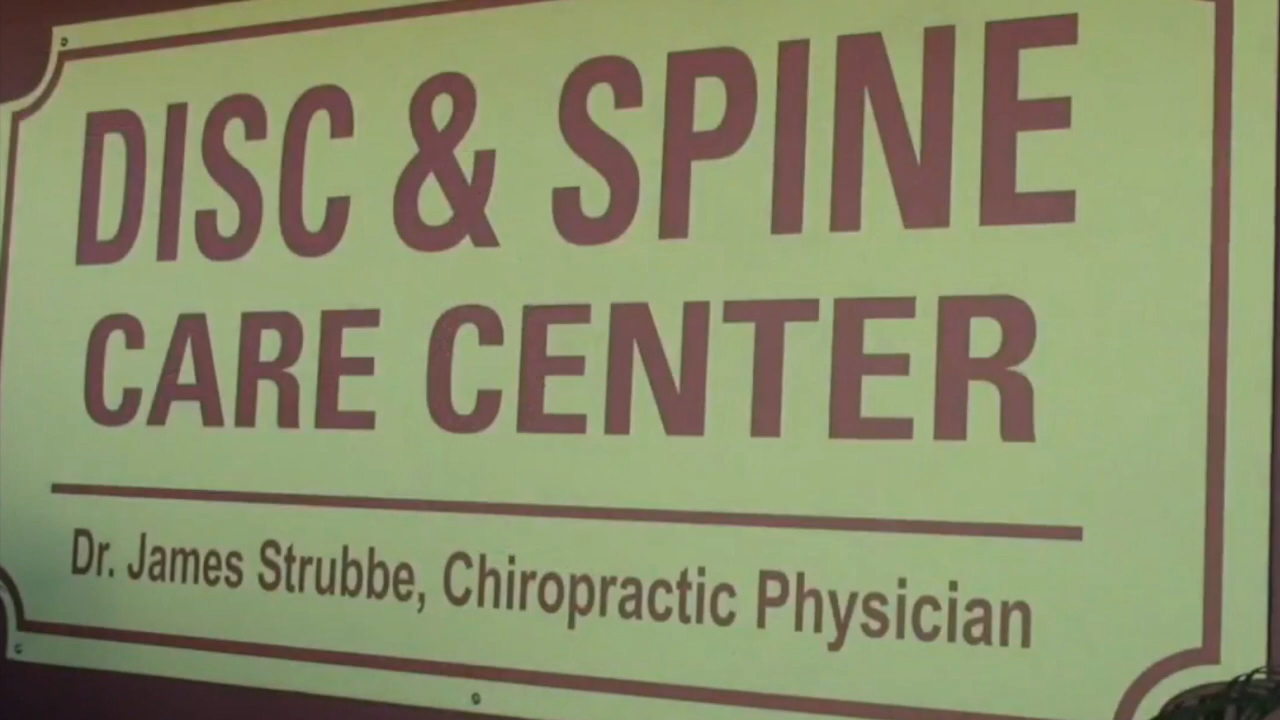 DISC & SPINE
CARE CENTER
Dr. James Strubbe, Chiropractic Physician